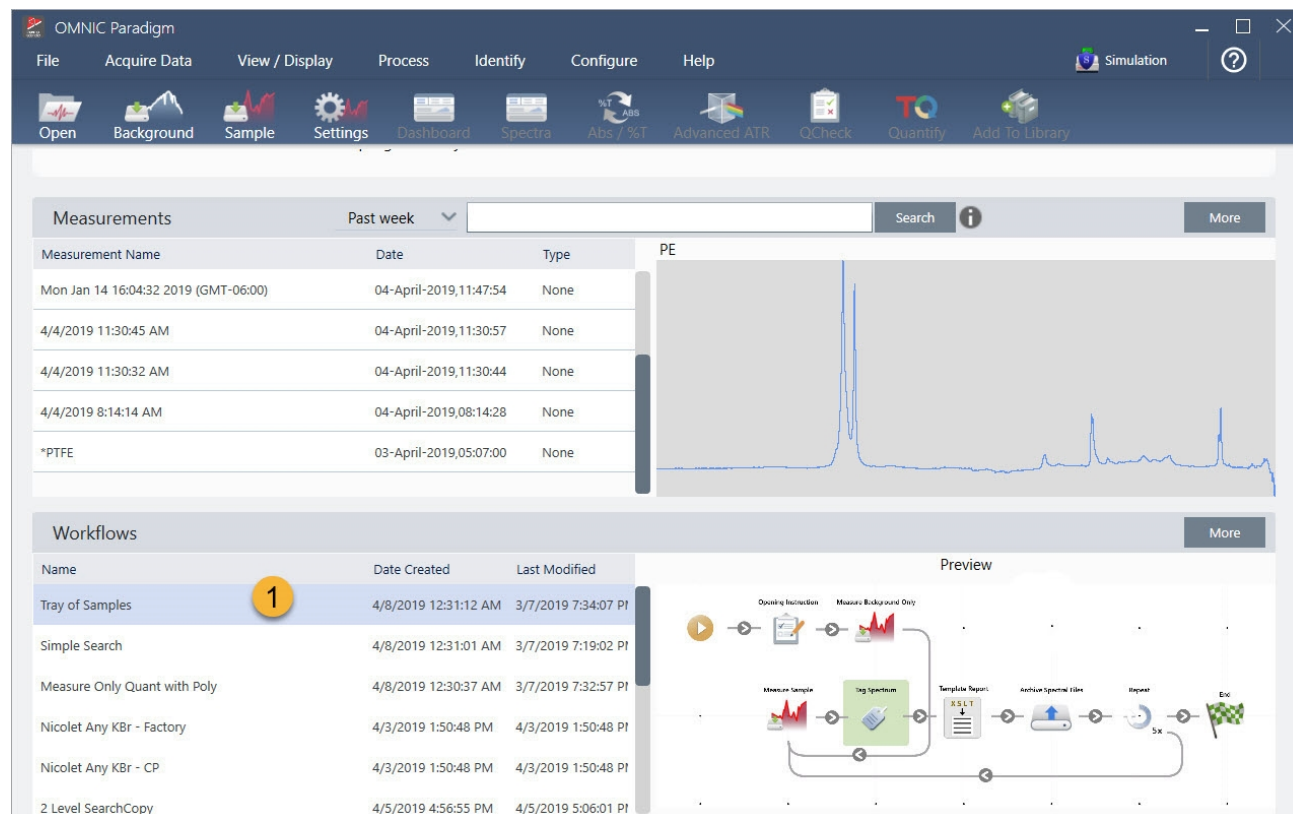 OMNIC Paradigm
File Acquire Data View / Display Process Identify Configure Help Simulation
%T ABS
Open Background Sample Settings Dashboard Spectra Abs / %T Advanced ATR QCheck TQ Quantify Add To Library
Measurements Past week Search More
Measurement Name Date Type PE
Mon Jan 14 16:04:32 2019 (GMT-06:00) 04-April-2019,11:47:54 None
4/4/2019 11:30:45 AM 04-April-2019,11:30:57 None
4/4/2019 11:30:32 AM 04-April-2019,11:30:44 None
4/4/2019 8:14:14 AM 04-April-2019,08:14:28 None
*PTFE 03-April-2019,05:07:00 None
Workflows More
Name Date Created Last Modified Preview
1
Tray of Samples 4/8/2019 12:31:12 AM 3/7/2019 7:34:07
Simple Search 4/8/2019 12:31:01 AM 3/7/2019 7:19:02
Measure Only Quant with Poly 4/8/2019 12:30:37 AM 3/7/2019 7:32:57
Nicolet Any KBr - Factory 4/3/2019 1:50:48 PM 4/3/2019 1:50:48
Nicolet Any KBr - CP 4/3/2019 1:50:48 PM 4/3/2019 1:50:48
2 Level SearchCopy 4/5/2019 4:56:55 PM 4/5/2019 5:06:01
Opening Instruction Measure Background Only
Measure Sample Tag Spectrum Template Report Archive Spectral Files Repeat End
XSLT
5x